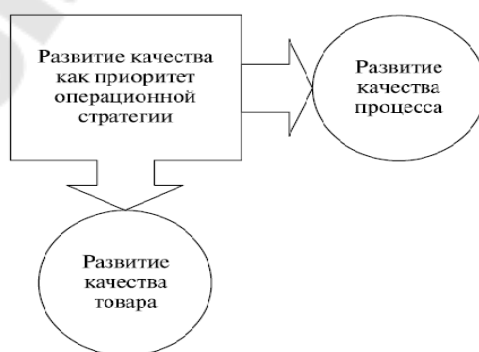 Развитие качества
как приоритет
операционной
стратегии
Развитие
качества
процесса
Развитие
качества
товара